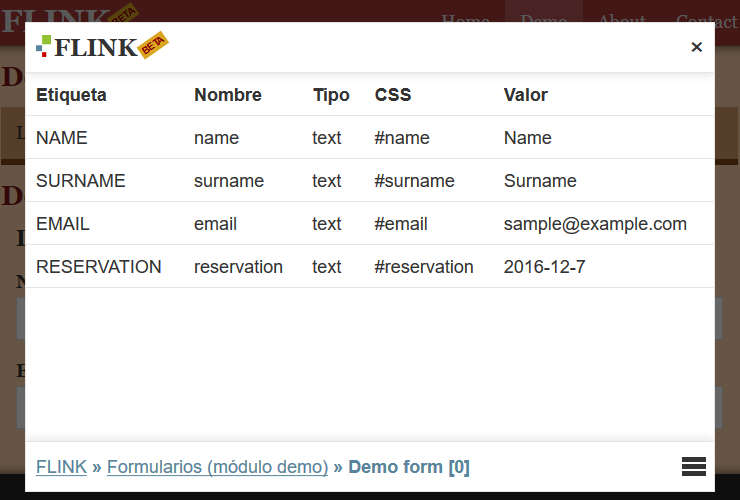 FLINK BETA Home Demo About Contact
FLINK BETA ×
Etiqueta Nombre Tipo CSS Valor
NAME name text #name Name
SURNAME surname text #surname Surname
EMAIL email text #email sample@example.com
RESERVATION reservation text #reservation 2016-12-7
FLINK » Formularios (módulo demo) » Demo form [0]